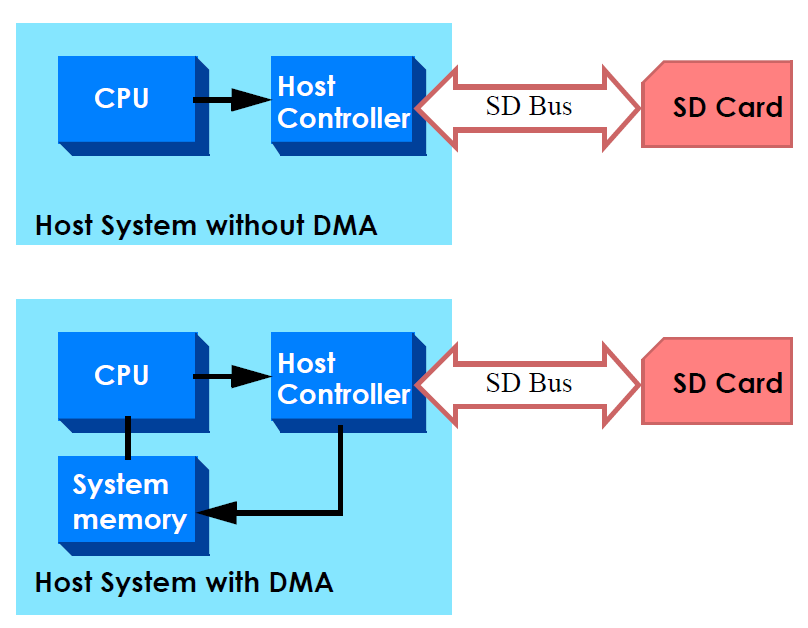 CPU
Host
Controller
SD Bus
SD Card
Host System without DMA
CPU
Host
Controller
SD Bus
SD Card
System
memory
Host System with DMA